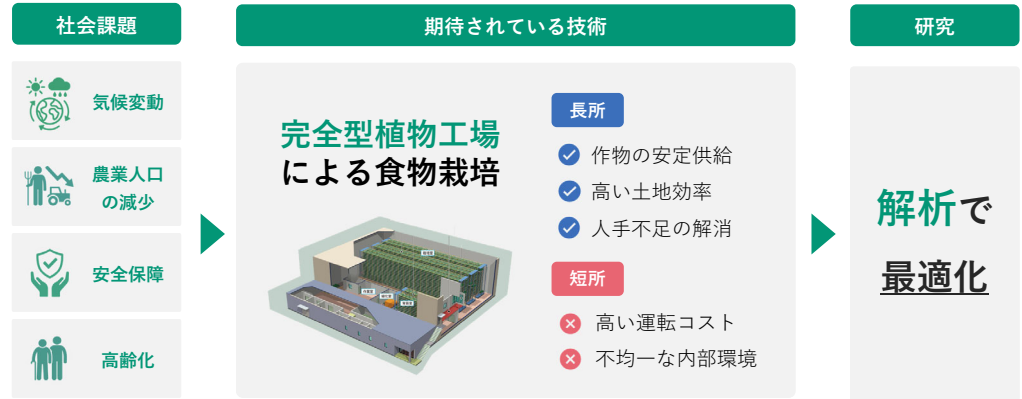 社会課題
気候変動
農業人口
の減少
安全保障
高齢化
期待されている技術
完全型植物工場
による食物栽培
長所
作物の安定供給
高い土地効率
人手不足の解消
短所
高い運転コスト
不均一な内部環境
研究
解析で
最適化